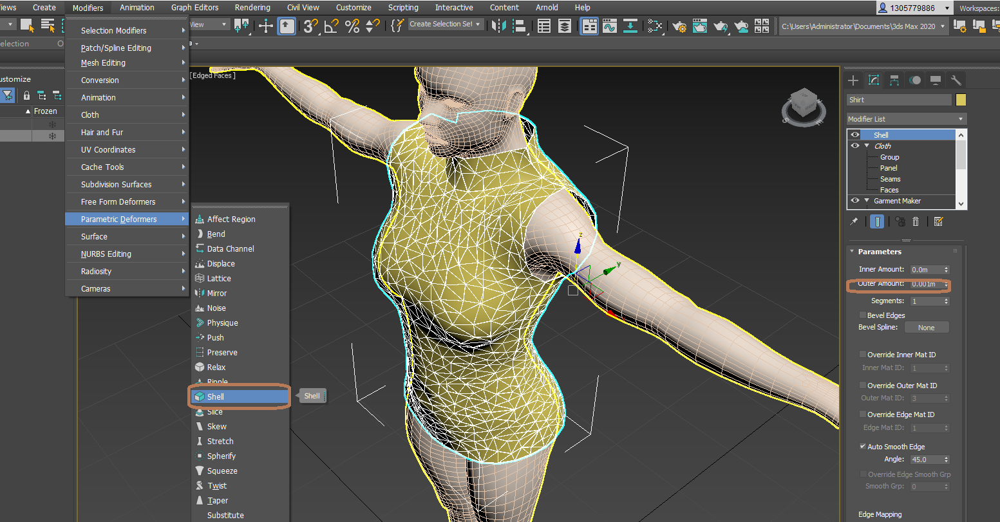 iews Create Modifiers Animation Graph Editors Rendering Civil View Customize Scripting Interactive Content Arnold Help 1305779886 Workspaces:
View 3 Create Selection Set C:\Users\Administrator\Documents\3ds Max 2020
election O
ustomize
Frozen
Selection Modifiers
Patch/Spline Editing
Mesh Editing
Conversion
Animation
Cloth
Hair and Fur
UV Coordinates
Cache Tools
Subdivision Surfaces
Free Form Deformers
Parametric Deformers
Surface
NURBS Editing
Radiosity
Cameras
Affect Region
Bend
Data Channel
Displace
Lattice
Mirror
Noise
Physique
Push
Preserve
Relax
Ripple
Shell
Slice
Skew
Stretch
Spherify
Squeeze
Twist
Taper
Substitute
Shell
[Edged Faces ]
z
y
S
E
Shirt
Modifier List
Shell
Cloth
Group
Panel
Seams
Faces
Garment Maker
Parameters
Inner Amount: 0.0m
Outer Amount: 0.001m
Segments: 1
Bevel Edges
Bevel Spline: None
Override Inner Mat ID
Inner Mat ID: 1
Override Outer Mat ID
Outer Mat ID: 3
Override Edge Mat ID
Edge Mat ID: 1
Auto Smooth Edge
Angle: 45.0
Override Edge Smooth Grp
Smooth Grp: 0
Edge Mapping